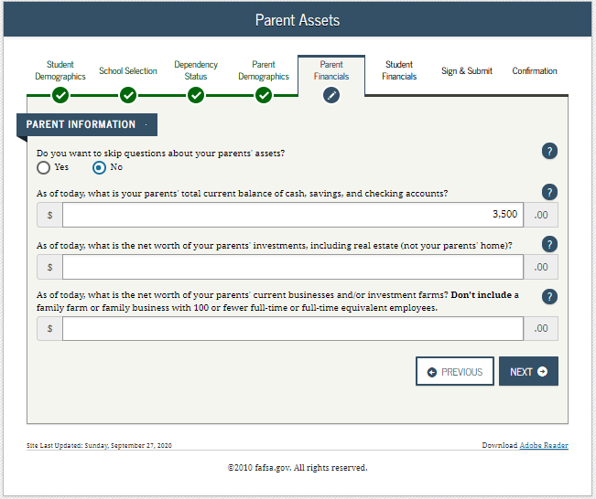 Parent Assets
Student Demographics
School Selection
Dependency Status
Parent Demographics
Parent Financials
Student Financials
Sign & Submit
Confirmation
PARENT INFORMATION
Do you want to skip questions about your parents' assets?
Yes No
As of today, what is your parents' total current balance of cash, savings, and checking accounts?
$ 3,500 .00
As of today, what is the net worth of your parents' investments, including real estate (not your parents' home)?
$ .00
As of today, what is the net worth of your parents' current businesses and/or investment farms? Don't include a
family farm or family business with 100 or fewer full-time or full-time equivalent employees.
$ .00
PREVIOUS NEXT
Site Last Updated: Sunday, September 27, 2020 Download Adobe Reader
©2010 fafsa.gov. All rights reserved.